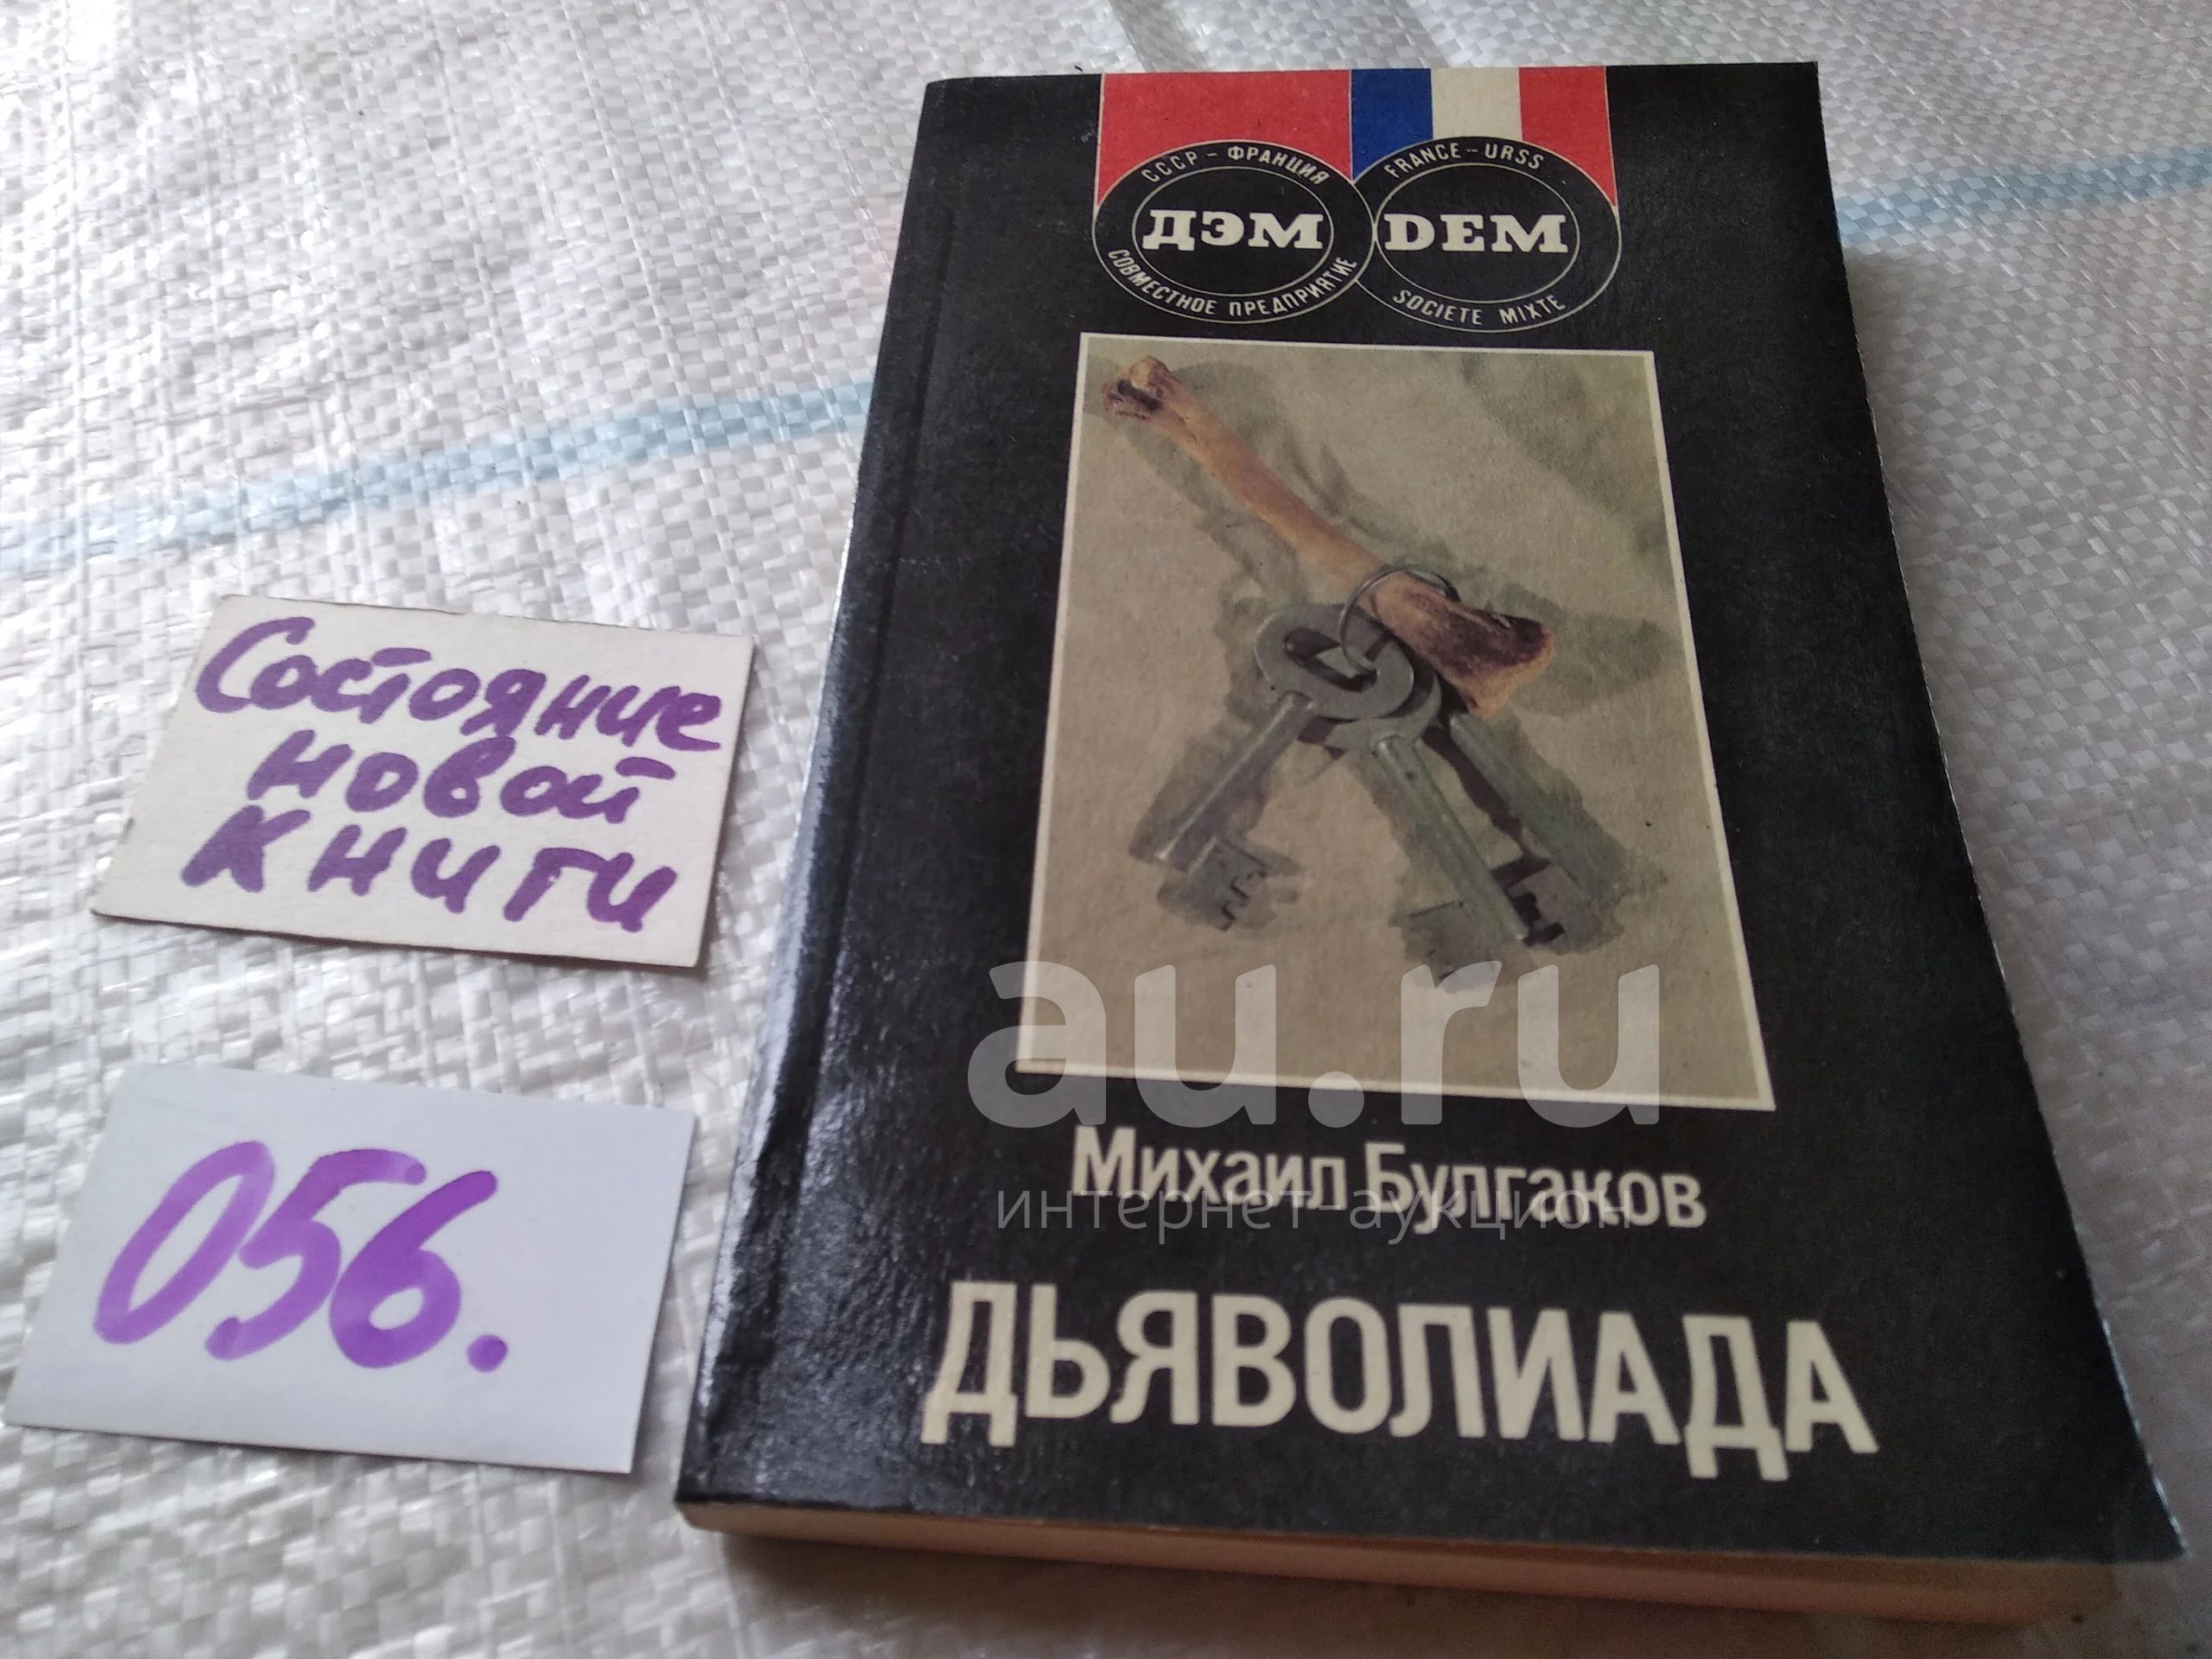 СССР – ФРАНЦИЯ
ДЭМ
СОВМЕСТНОЕ ПРЕДПРИЯТИЕ
FRANCE – URSS
DEM
SOCIETE MIXTE
Состояние
новой
книги
056.
au.ru
интернет-аукцион
Михаил Булгаков
ДЬЯВОЛИАДА